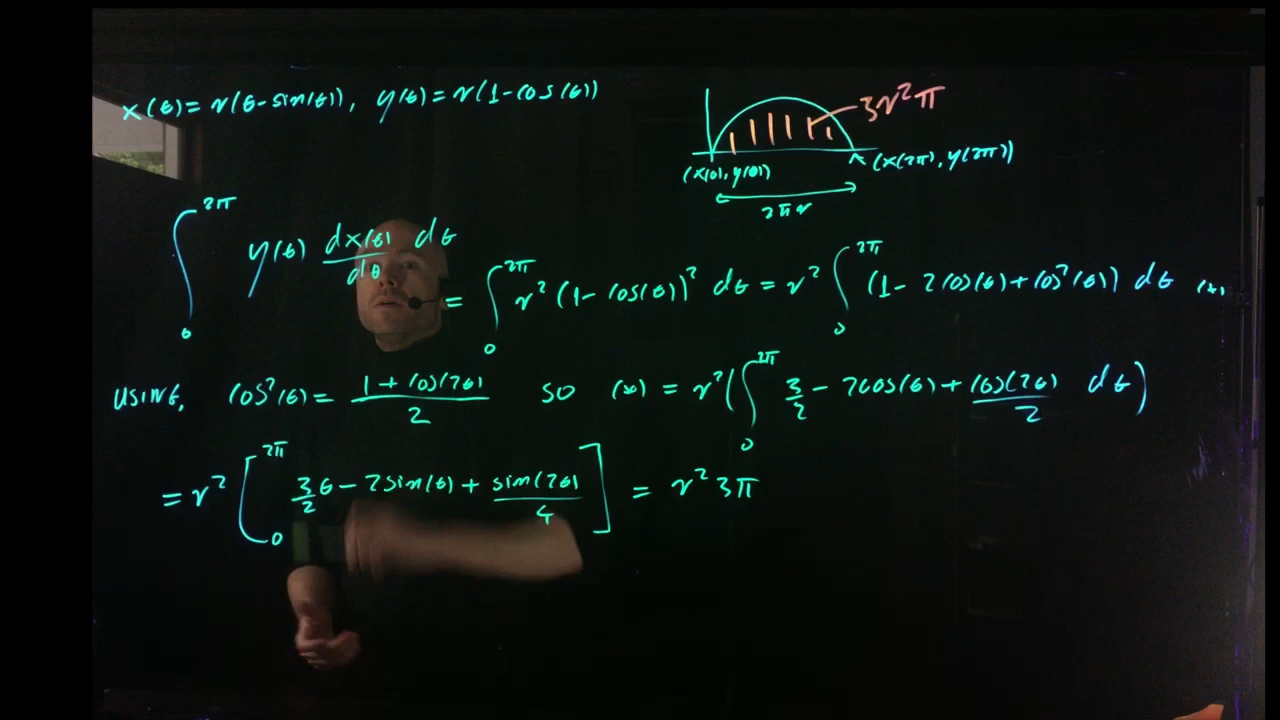 x(θ) = r(θ-sin(θ)), y(θ) = r(1-cos(θ))
3r²π
(x(0), y(0))
(x(2π), y(2π))
2πr
∫₀^2π y(θ) dx(θ)/dθ dθ
= ∫₀^2π r²(1-cos(θ))² dθ = r² ∫₀^2π (1-2cos(θ)+cos²(θ)) dθ (*)
USING, cos²(θ) = (1+cos(2θ))/2 so (*) = r²(∫₀^2π 3/2 - 2cos(θ) + cos(2θ)/2 dθ)
= r² [₀^2π 3/2 θ - 2sin(θ) + sin(2θ)/4] = r² 3π